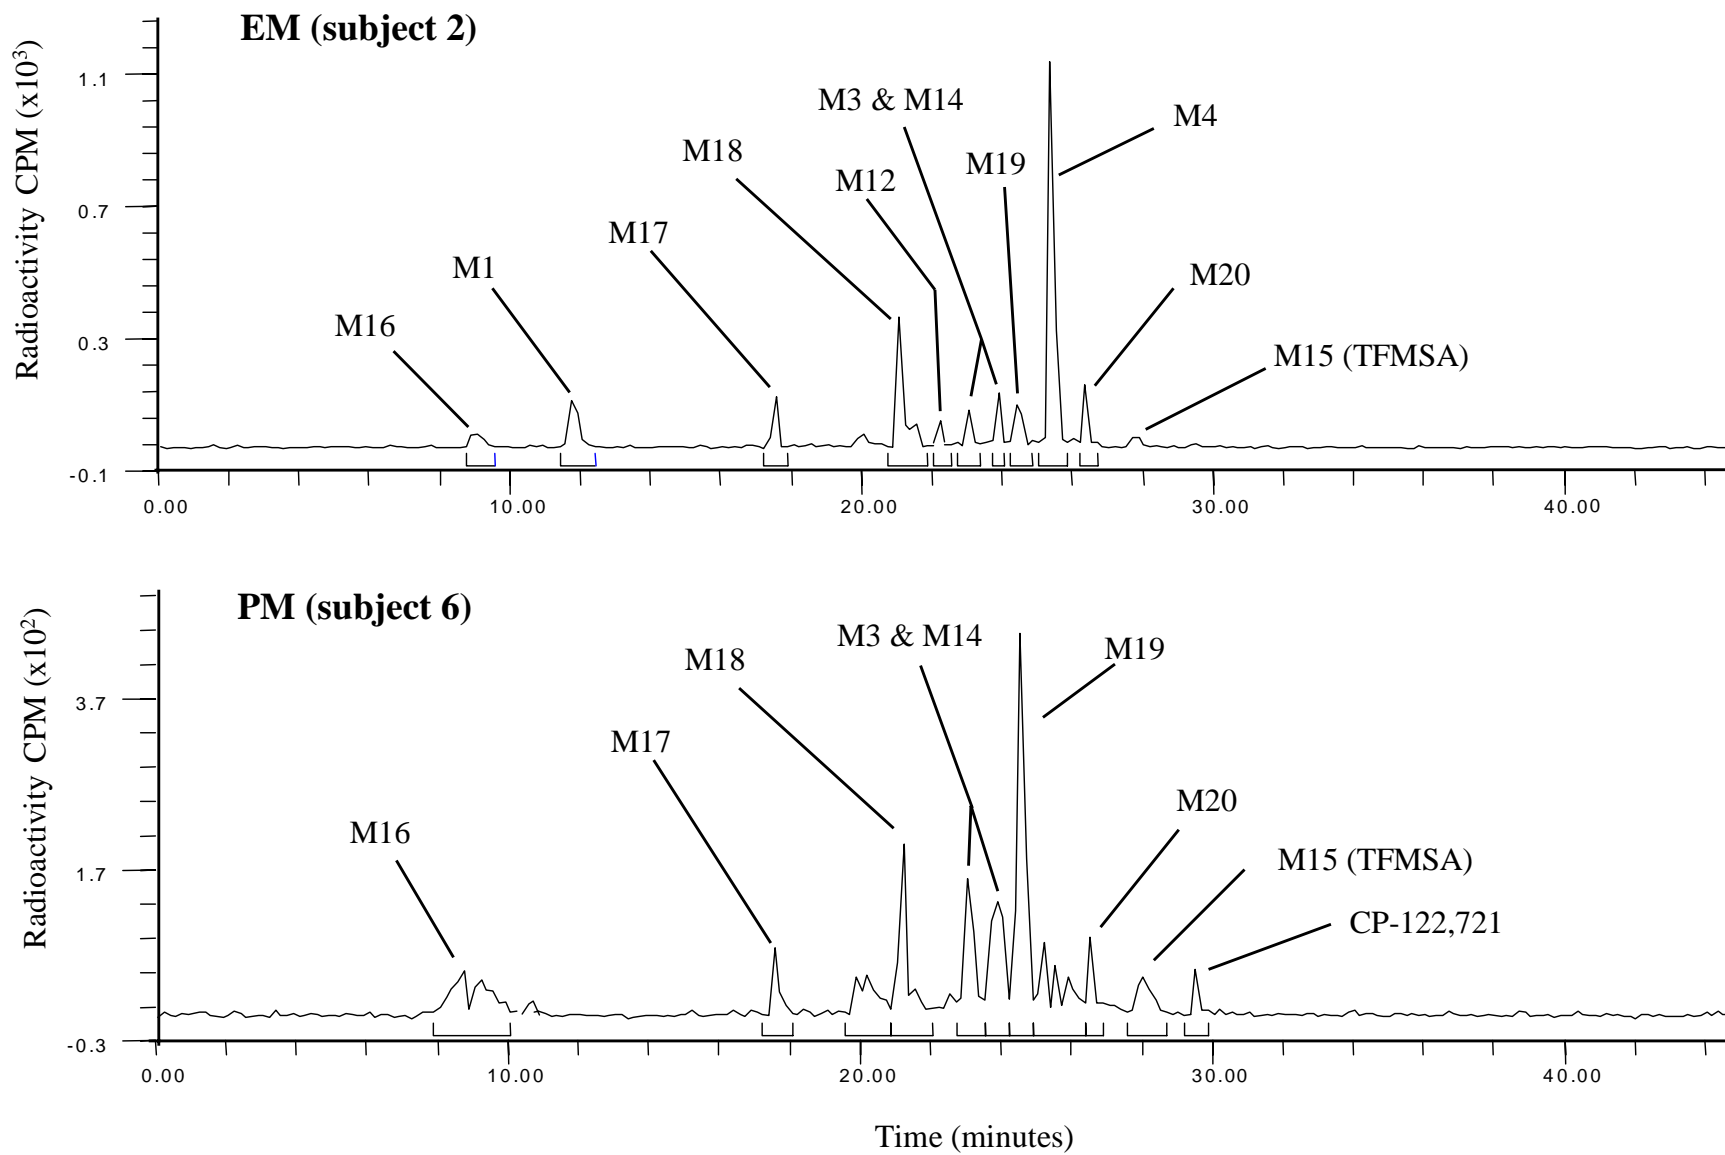 EM (subject 2)
Radioactivity CPM (x10³)
1.1
0.7
0.3
-0.1
M3 & M14
M4
M18
M19
M12
M17
M1
M20
M16
M15 (TFMSA)
0.00 10.00 20.00 30.00 40.00
PM (subject 6)
Radioactivity CPM (x10²)
3.7
1.7
-0.3
M3 & M14
M18
M19
M17
M20
M16
M15 (TFMSA)
CP-122,721
0.00 10.00 20.00 30.00 40.00
Time (minutes)